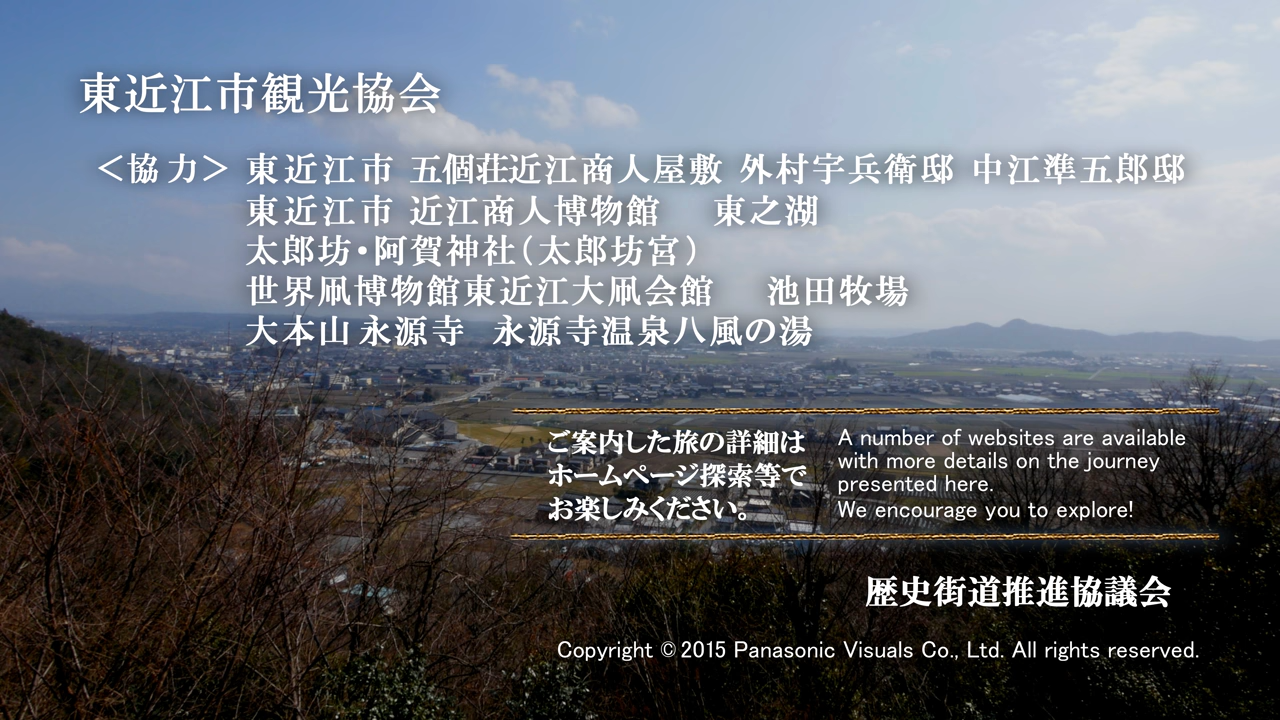 東近江市観光協会
＜協 力＞ 東近江市 五個荘近江商人屋敷 外村宇兵衛邸 中江準五郎邸
東近江市 近江商人博物館 東之湖
太郎坊・阿賀神社（太郎坊宮）
世界凧博物館東近江大凧会館 池田牧場
大本山 永源寺 永源寺温泉八風の湯
ご案内した旅の詳細は
ホームページ探索等で
お楽しみください。
A number of websites are available
with more details on the journey
presented here.
We encourage you to explore!
歴史街道推進協議会
Copyright © 2015 Panasonic Visuals Co., Ltd. All rights reserved.